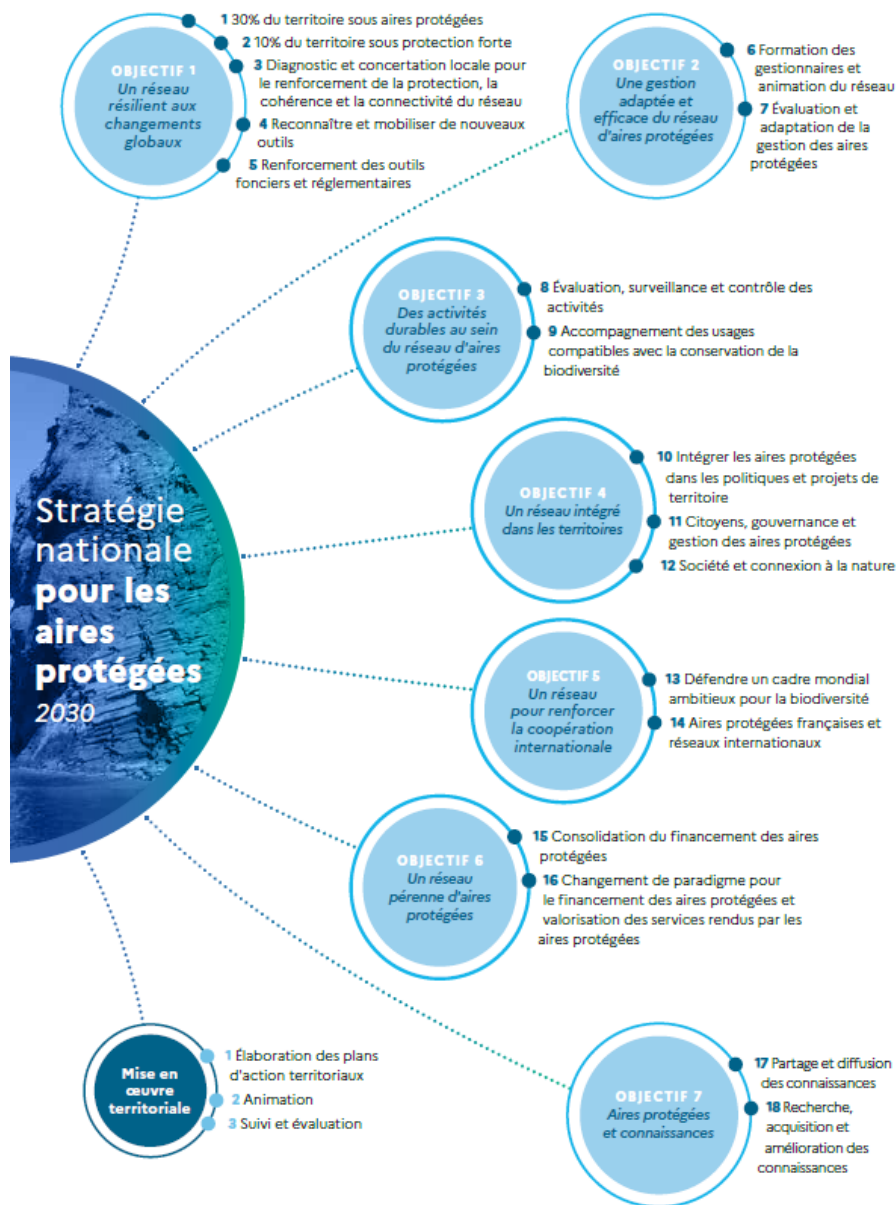 OBJECTIF 1
Un réseau
résilient aux
changements
globaux
1 30% du territoire sous aires protégées
2 10% du territoire sous protection forte
3 Diagnostic et concertation locale pour
le renforcement de la protection, la
cohérence et la connectivité du réseau
4 Reconnaître et mobiliser de nouveaux
outils
5 Renforcement des outils
fonciers et réglementaires
OBJECTIF 2
Une gestion
adaptée et
efficace du réseau
d'aires protégées
6 Formation des
gestionnaires et
animation du réseau
7 Évaluation et
adaptation de la
gestion des aires
protégées
OBJECTIF 3
Des activités
durables au sein
du réseau d'aires
protégées
8 Évaluation, surveillance et contrôle des
activités
9 Accompagnement des usages
compatibles avec la conservation de la
biodiversité
Stratégie
nationale
pour les
aires
protégées
2030
OBJECTIF 4
Un réseau intégré
dans les territoires
10 Intégrer les aires protégées
dans les politiques et projets de
territoire
11 Citoyens, gouvernance et
gestion des aires protégées
12 Société et connexion à la nature
OBJECTIF 5
Un réseau
pour renforcer
la coopération
internationale
13 Défendre un cadre mondial
ambitieux pour la biodiversité
14 Aires protégées françaises et
réseaux internationaux
OBJECTIF 6
Un réseau
pérenne d'aires
protégées
15 Consolidation du financement des aires
protégées
16 Changement de paradigme pour
le financement des aires protégées et
valorisation des services rendus par les
aires protégées
Mise en
œuvre
territoriale
1 Élaboration des plans
d'action territoriaux
2 Animation
3 Suivi et évaluation
OBJECTIF 7
Aires protégées
et connaissances
17 Partage et diffusion
des connaissances
18 Recherche,
acquisition et
amélioration des
connaissances